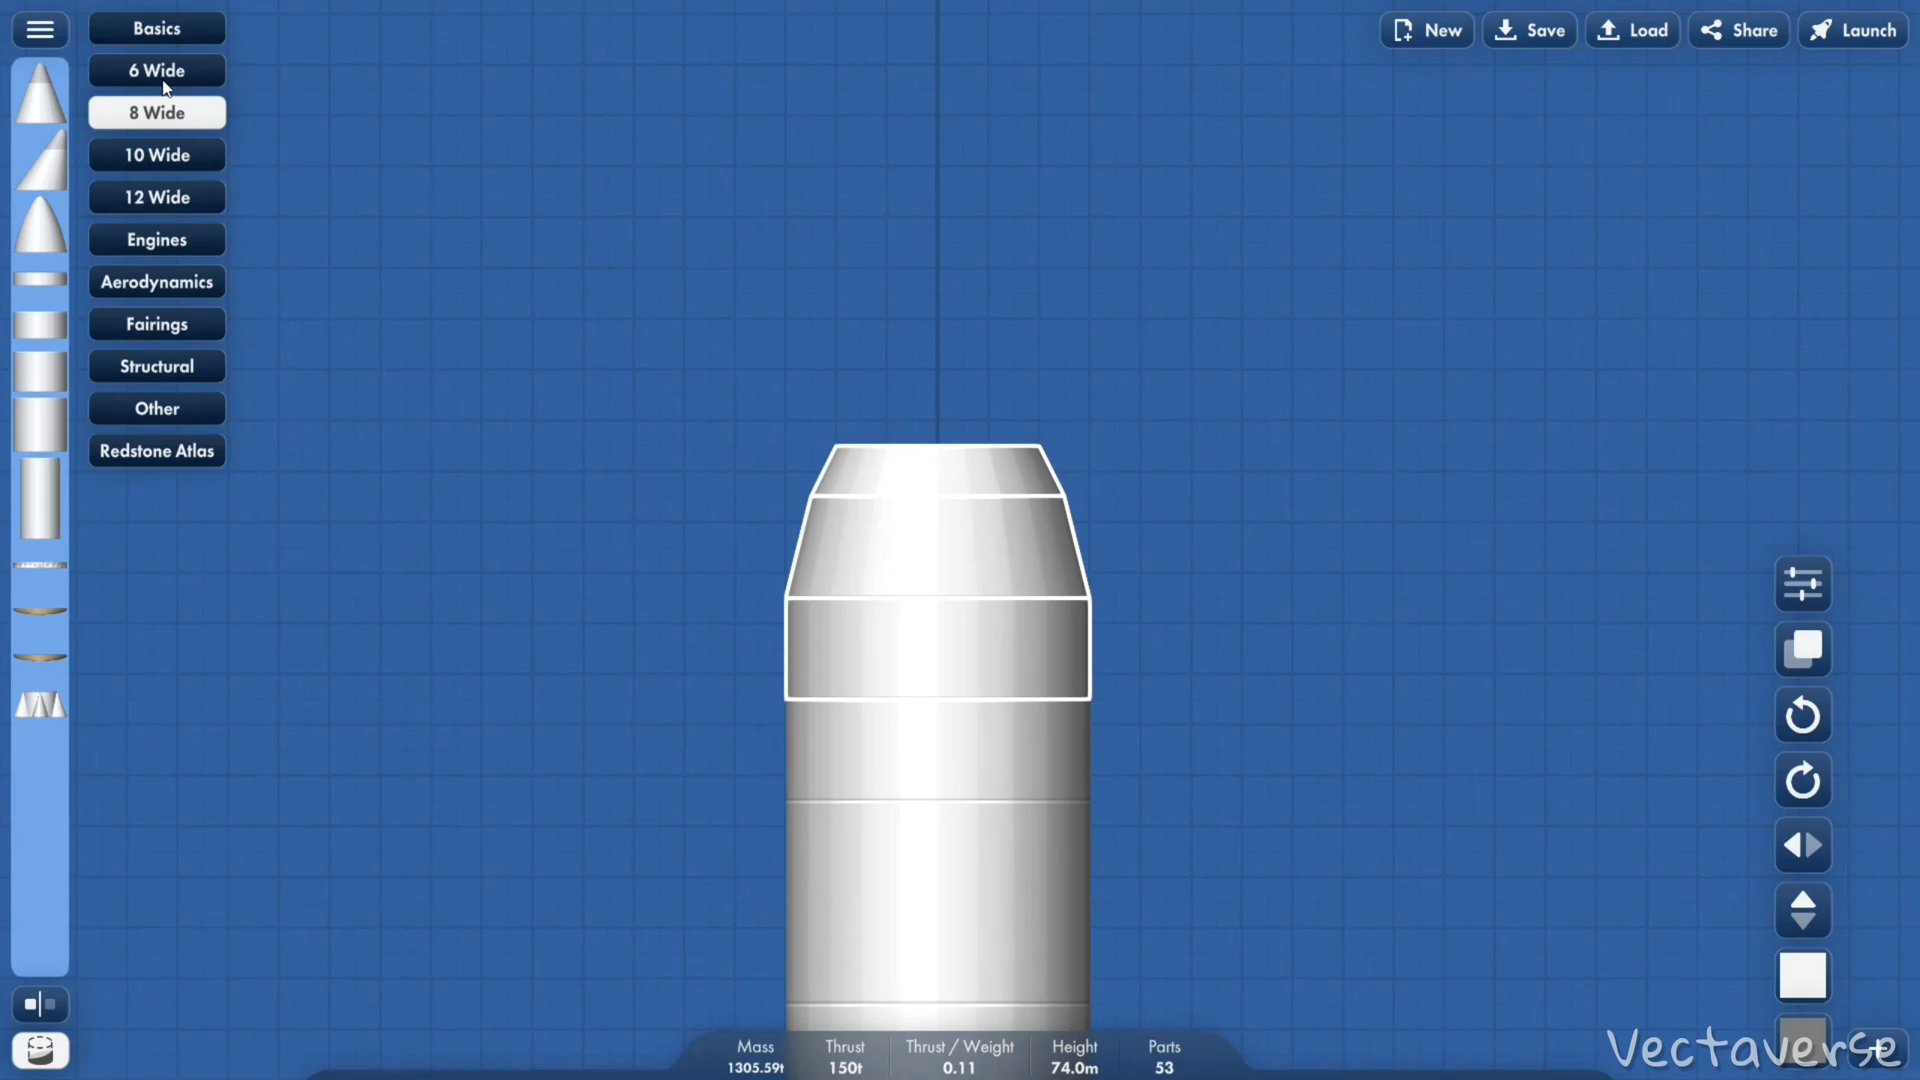 Basics
6 Wide
8 Wide
10 Wide
12 Wide
Engines
Aerodynamics
Fairings
Structural
Other
Redstone Atlas
New Save Load Share Launch
Mass Thrust Thrust / Weight Height Parts
1305.59t 150t 0.11 74.0m 53
Vectaverse